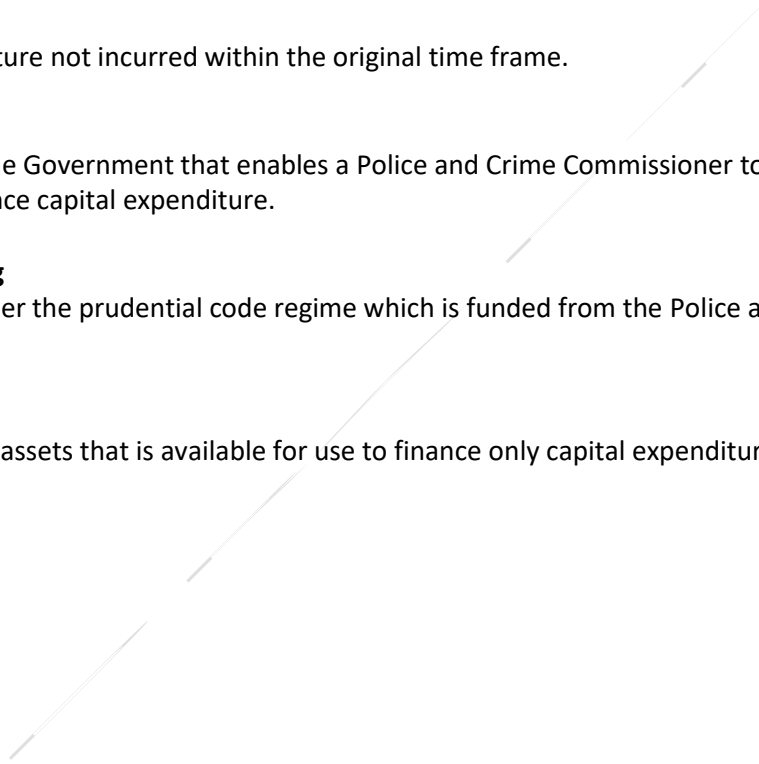 ture not incurred within the original time frame.
e Government that enables a Police and Crime Commissioner to
nce capital expenditure.
g
er the prudential code regime which is funded from the Police a
assets that is available for use to finance only capital expenditur